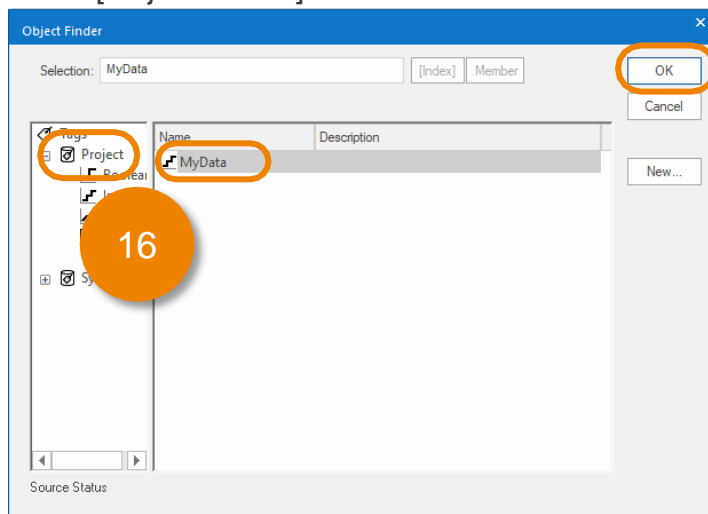 Object Finder
Selection: MyData [Index] .Member OK
Cancel
Tags
Name Description
Project
MyData
New...
16
Source Status